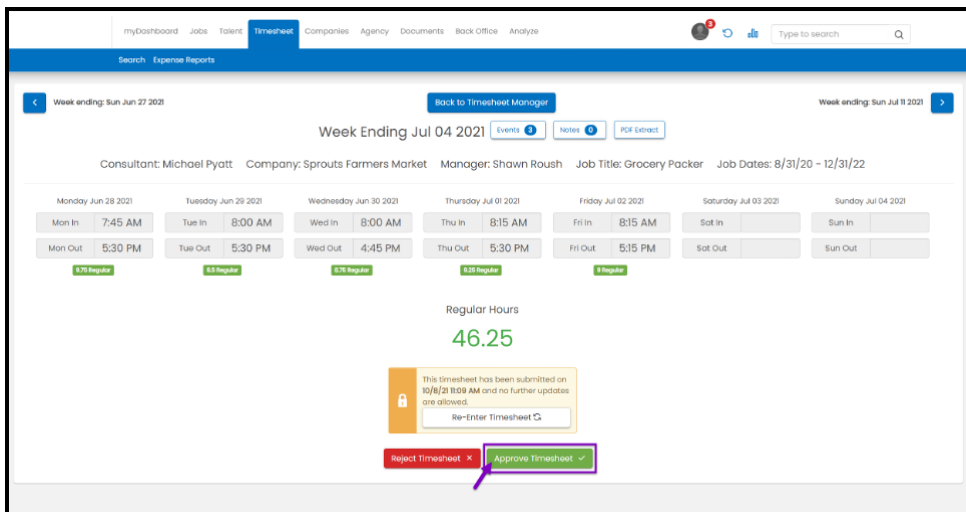 myDashboard Jobs Talent Timesheet Companies Agency Documents Back Office Analyze 3 Type to search
Search Expense Reports
Week ending: Sun Jun 27 2021 Back to Timesheet Manager Week ending: Sun Jul 11 2021
Week Ending Jul 04 2021 Events 3 Notes 0 PDF Extract
Consultant: Michael Pyatt Company: Sprouts Farmers Market Manager: Shawn Roush Job Title: Grocery Packer Job Dates: 8/31/20 - 12/31/22
Monday Jun 28 2021 Tuesday Jun 29 2021 Wednesday Jun 30 2021 Thursday Jul 01 2021 Friday Jul 02 2021 Saturday Jul 03 2021 Sunday Jul 04 2021
Mon In 7:45 AM Tue In 8:00 AM Wed In 8:00 AM Thu In 8:15 AM Fri In 8:15 AM Sat In Sun In
Mon Out 5:30 PM Tue Out 5:30 PM Wed Out 4:45 PM Thu Out 5:30 PM Fri Out 5:15 PM Sat Out Sun Out
9.75 Regular 9.5 Regular 8.75 Regular 9.25 Regular 9 Regular
Regular Hours
46.25
This timesheet has been submitted on
10/8/21 11:09 AM and no further updates
are allowed.
Re-Enter Timesheet
Reject Timesheet Approve Timesheet